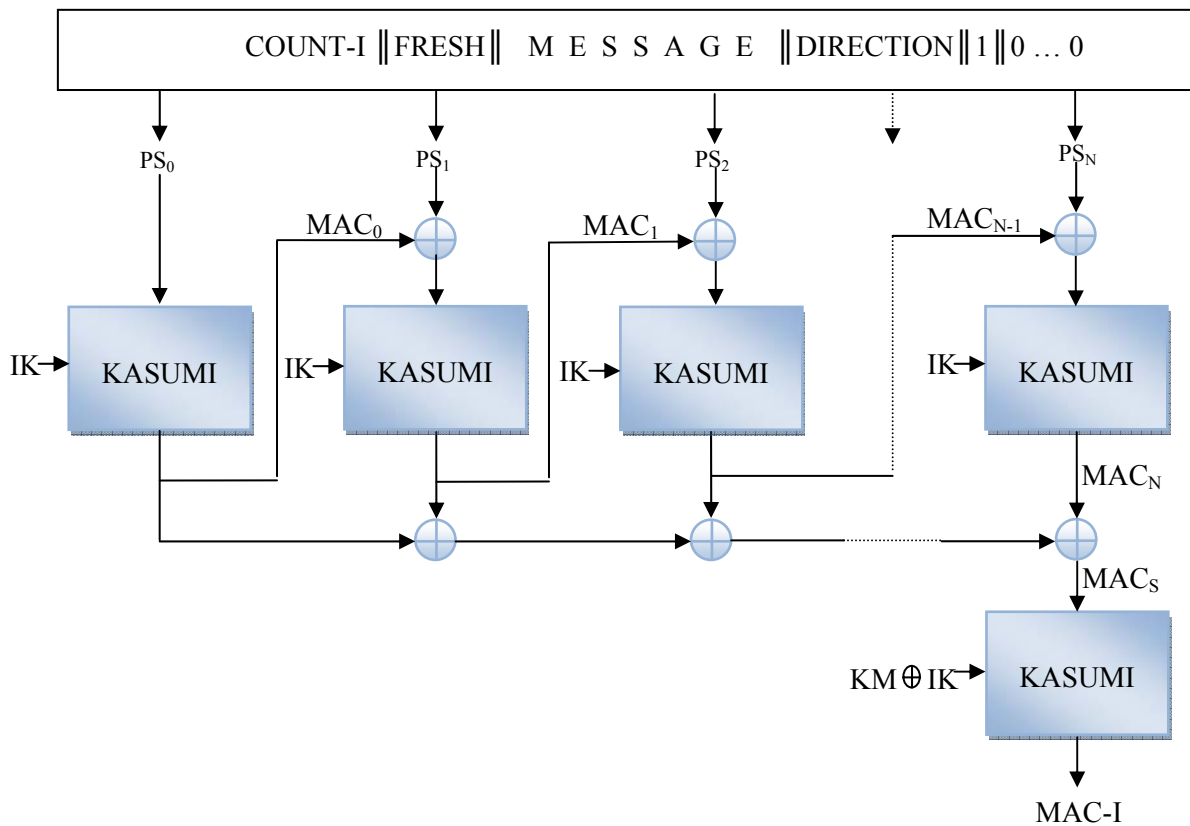 COUNT-I ‖FRESH‖ M E S S A G E ‖DIRECTION‖1‖0 … 0
PS₀ PS₁ PS₂ PSN
MAC₀ MAC₁ MACN-1
IK KASUMI IK KASUMI IK KASUMI IK KASUMI
MACN
MACS
KM ⊕ IK KASUMI
MAC-I